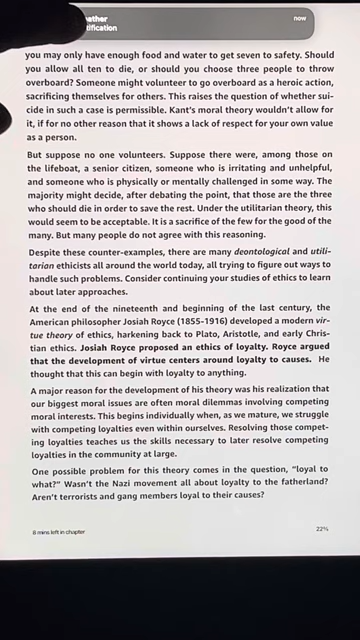 now
you may only have enough food and water to get seven to safety. Should
you allow all ten to die, or should you choose three people to throw
overboard? Someone might volunteer to go overboard as a heroic action,
sacrificing themselves for others. This raises the question of whether sui-
cide in such a case is permissible. Kant's moral theory wouldn't allow for
it, if for no other reason that it shows a lack of respect for your own value
as a person.
But suppose no one volunteers. Suppose there were, among those on
the lifeboat, a senior citizen, someone who is irritating and unhelpful,
and someone who is physically or mentally challenged in some way. The
majority might decide, after debating the point, that those are the three
who should die in order to save the rest. Under the utilitarian theory, this
would seem to be acceptable. It is a sacrifice of the few for the good of the
many. But many people do not agree with this reasoning.
Despite these counter-examples, there are many deontological and utili-
tarian ethicists all around the world today, all trying to figure out ways to
handle such problems. Consider continuing your studies of ethics to learn
about later approaches.
At the end of the nineteenth and beginning of the last century, the
American philosopher Josiah Royce (1855-1916) developed a modern vir-
tue theory of ethics, harkening back to Plato, Aristotle, and early Chris-
tian ethics. Josiah Royce proposed an ethics of loyalty. Royce argued
that the development of virtue centers around loyalty to causes. He
thought that this can begin with loyalty to anything.
A major reason for the development of his theory was his realization that
our biggest moral issues are often moral dilemmas involving competing
moral interests. This begins individually when, as we mature, we struggle
with competing loyalties even within ourselves. Resolving those compet-
ing loyalties teaches us the skills necessary to later resolve competing
loyalties in the community at large.
One possible problem for this theory comes in the question, "loyal to
what?" Wasn't the Nazi movement all about loyalty to the fatherland?
Aren't terrorists and gang members loyal to their causes?
8 mins left in chapter 22%